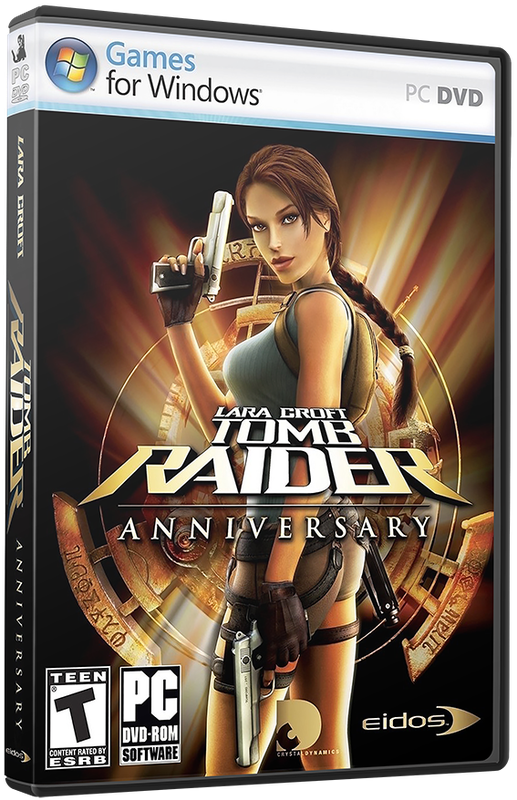 Games
for Windows
PC DVD
PC
DVD
LARA CROFT
TOMB
RAIDER
ANNIVERSARY
eidos
LARA CROFT
TOMB
RAIDER
ANNIVERSARY
TEEN
T
CONTENT RATED BY
ESRB
PC
DVD-ROM
SOFTWARE
CRYSTAL DYNAMICS
eidos